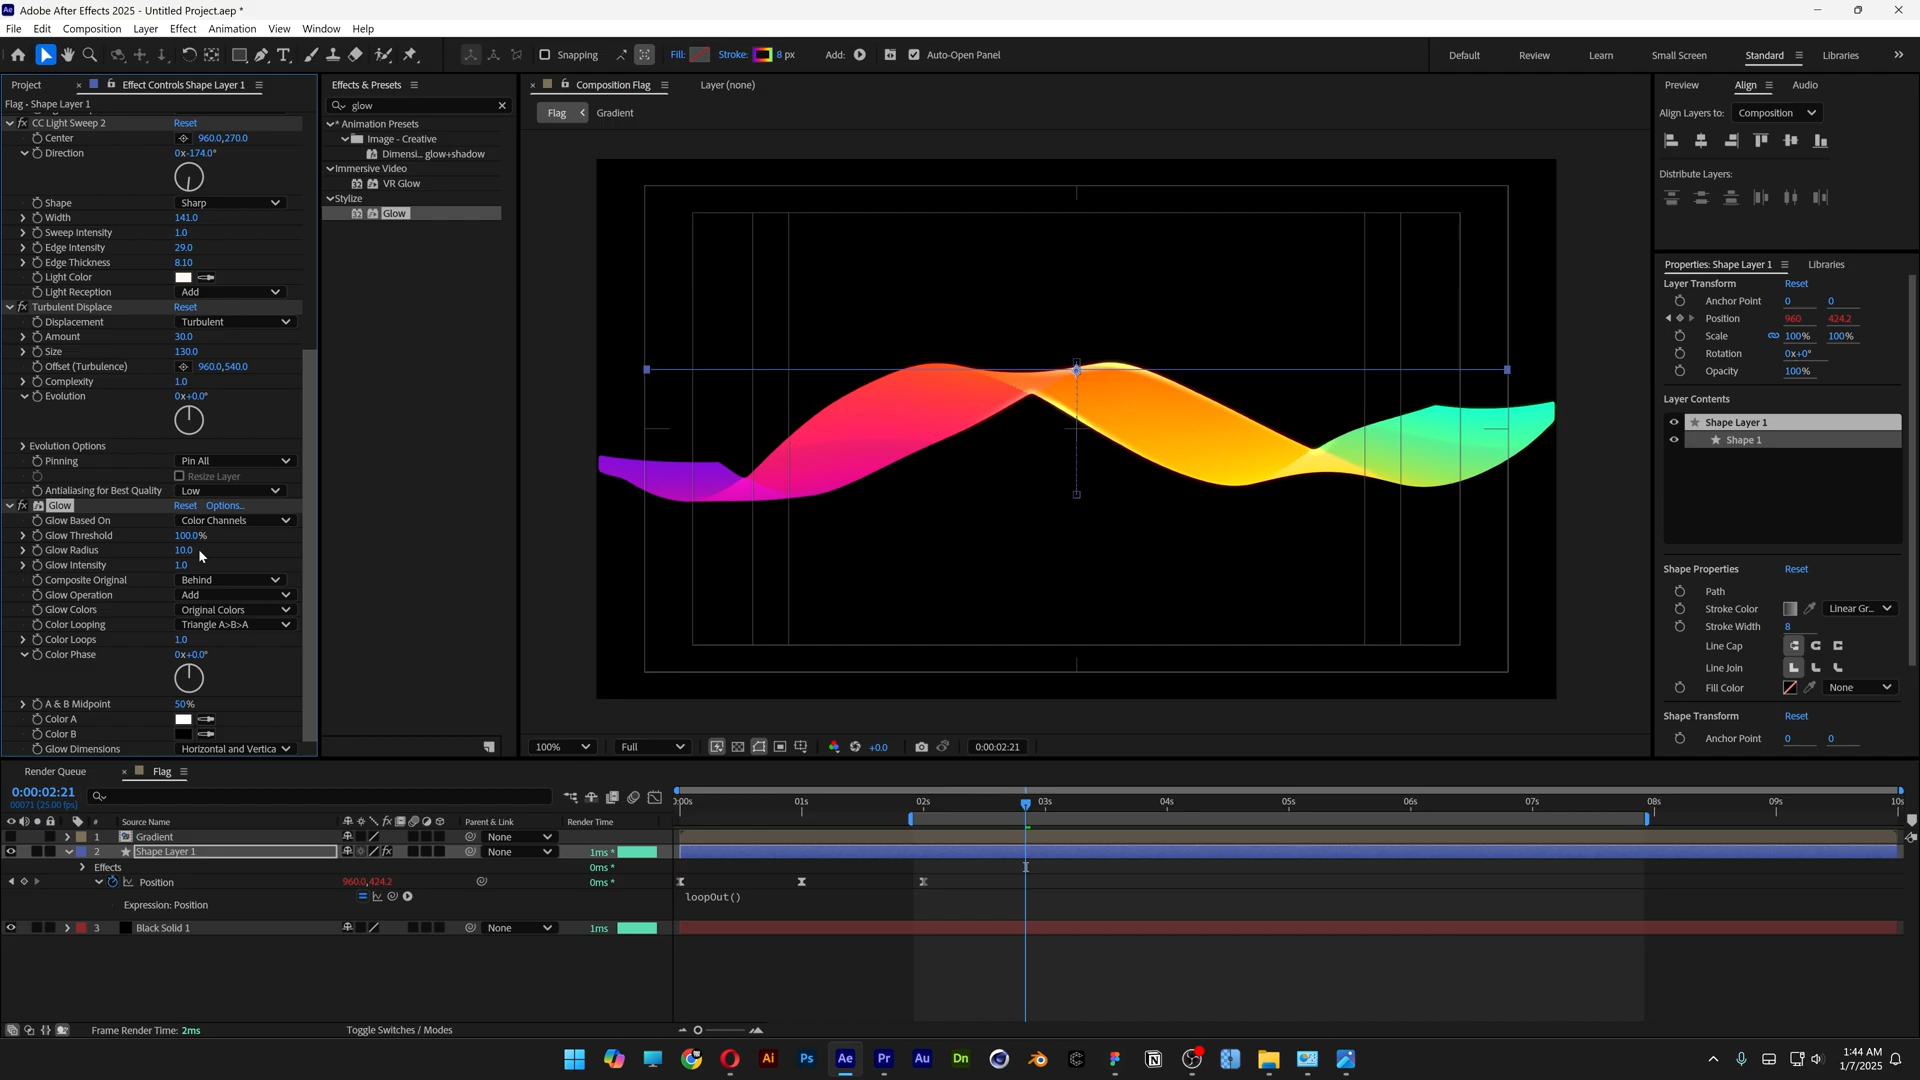 Adobe After Effects 2025 - Untitled Project.aep *
File Edit Composition Layer Effect Animation View Window Help
Snapping Fill: Stroke: 8 px Add: Auto-Open Panel Default Review Learn Small Screen Standard Libraries
Project Effect Controls Shape Layer 1
Flag - Shape Layer 1
CC Light Sweep 2 Reset
Center 960.0,270.0
Direction 0x-174.0°
Shape Sharp
Width 141.0
Sweep Intensity 1.0
Edge Intensity 29.0
Edge Thickness 8.10
Light Color
Light Reception Add
Turbulent Displace Reset
Displacement Turbulent
Amount 30.0
Size 130.0
Offset (Turbulence) 960.0,540.0
Complexity 1.0
Evolution 0x+0.0°
Evolution Options
Pinning Pin All
Resize Layer
Antialiasing for Best Quality Low
Glow Reset Options...
Glow Based On Color Channels
Glow Threshold 100.0%
Glow Radius 10.0
Glow Intensity 1.0
Composite Original Behind
Glow Operation Add
Glow Colors Original Colors
Color Looping Triangle A>B>A
Color Loops 1.0
Color Phase 0x+0.0°
A & B Midpoint 50%
Color A
Color B
Glow Dimensions Horizontal and Vertica
Effects & Presets
glow
* Animation Presets
Image - Creative
Dimensi... glow+shadow
Immersive Video
VR Glow
Stylize
Glow
Composition Flag Layer (none)
Flag Gradient
100% Full +0.0 0:00:02:21
Preview Align Audio
Align Layers to: Composition
Distribute Layers:
Properties: Shape Layer 1 Libraries
Layer Transform Reset
Anchor Point 0 0
Position 960 424.2
Scale 100% 100%
Rotation 0x+0°
Opacity 100%
Layer Contents
Shape Layer 1
Shape 1
Shape Properties Reset
Path
Stroke Color Linear Gr...
Stroke Width 8
Line Cap
Line Join
Fill Color None
Shape Transform Reset
Anchor Point 0 0
Render Queue Flag
0:00:02:21
00071 (25.00 fps)
# Source Name Parent & Link Render Time
1 Gradient None
2 Shape Layer 1 None 1ms *
Effects 0ms *
Position 960.0,424.2 0ms *
Expression: Position loopOut()
3 Black Solid 1 None 1ms
:00s 01s 02s 03s 04s 05s 06s 07s 08s 09s 10s
Frame Render Time: 2ms Toggle Switches / Modes
Ai Ps Ae Pr Au Dn
1:44 AM
1/7/2025